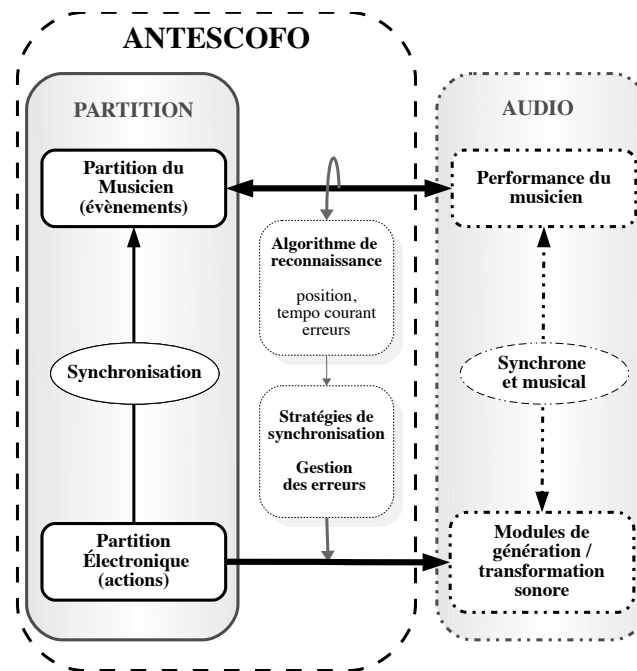 ANTESCOFO
PARTITION
AUDIO
Partition du
Musicien
(évènements)
Performance du
musicien
Algorithme de
reconnaissance
position,
tempo courant
erreurs
Synchronisation
Synchrone
et musical
Stratégies de
synchronisation
Gestion
des erreurs
Partition
Électronique
(actions)
Modules de
génération /
transformation
sonore